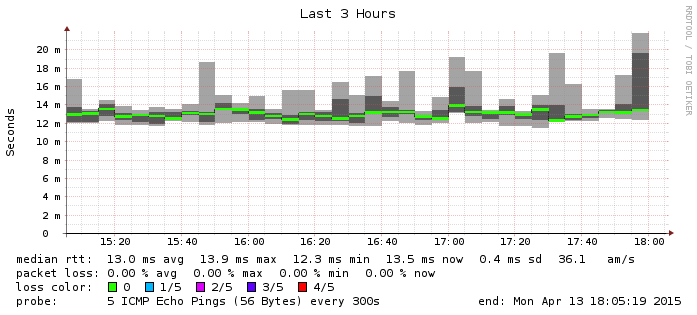 Last 3 Hours
RRDTOOL / TOBI OETIKER
Seconds
20 m
18 m
16 m
14 m
12 m
10 m
8 m
6 m
4 m
2 m
0
15:20 15:40 16:00 16:20 16:40 17:00 17:20 17:40 18:00
median rtt: 13.0 ms avg 13.9 ms max 12.3 ms min 13.5 ms now 0.4 ms sd 36.1 am/s
packet loss: 0.00 % avg 0.00 % max 0.00 % min 0.00 % now
loss color: 0 1/5 2/5 3/5 4/5
probe: 5 ICMP Echo Pings (56 Bytes) every 300s end: Mon Apr 13 18:05:19 2015